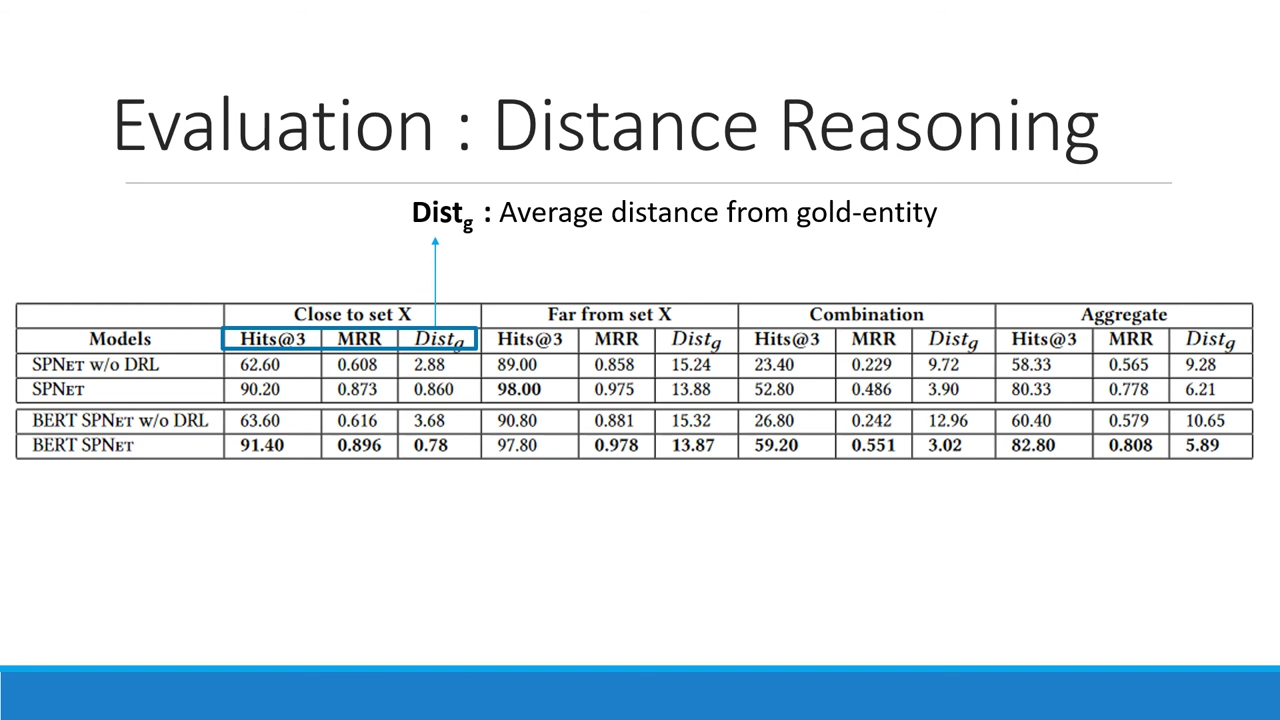 Evaluation : Distance Reasoning
Distg : Average distance from gold-entity
Close to set X Far from set X Combination Aggregate
Models Hits@3 MRR Distg Hits@3 MRR Distg Hits@3 MRR Distg Hits@3 MRR Distg
SPNET w/o DRL 62.60 0.608 2.88 89.00 0.858 15.24 23.40 0.229 9.72 58.33 0.565 9.28
SPNET 90.20 0.873 0.860 98.00 0.975 13.88 52.80 0.486 3.90 80.33 0.778 6.21
BERT SPNET w/o DRL 63.60 0.616 3.68 90.80 0.881 15.32 26.80 0.242 12.96 60.40 0.579 10.65
BERT SPNET 91.40 0.896 0.78 97.80 0.978 13.87 59.20 0.551 3.02 82.80 0.808 5.89